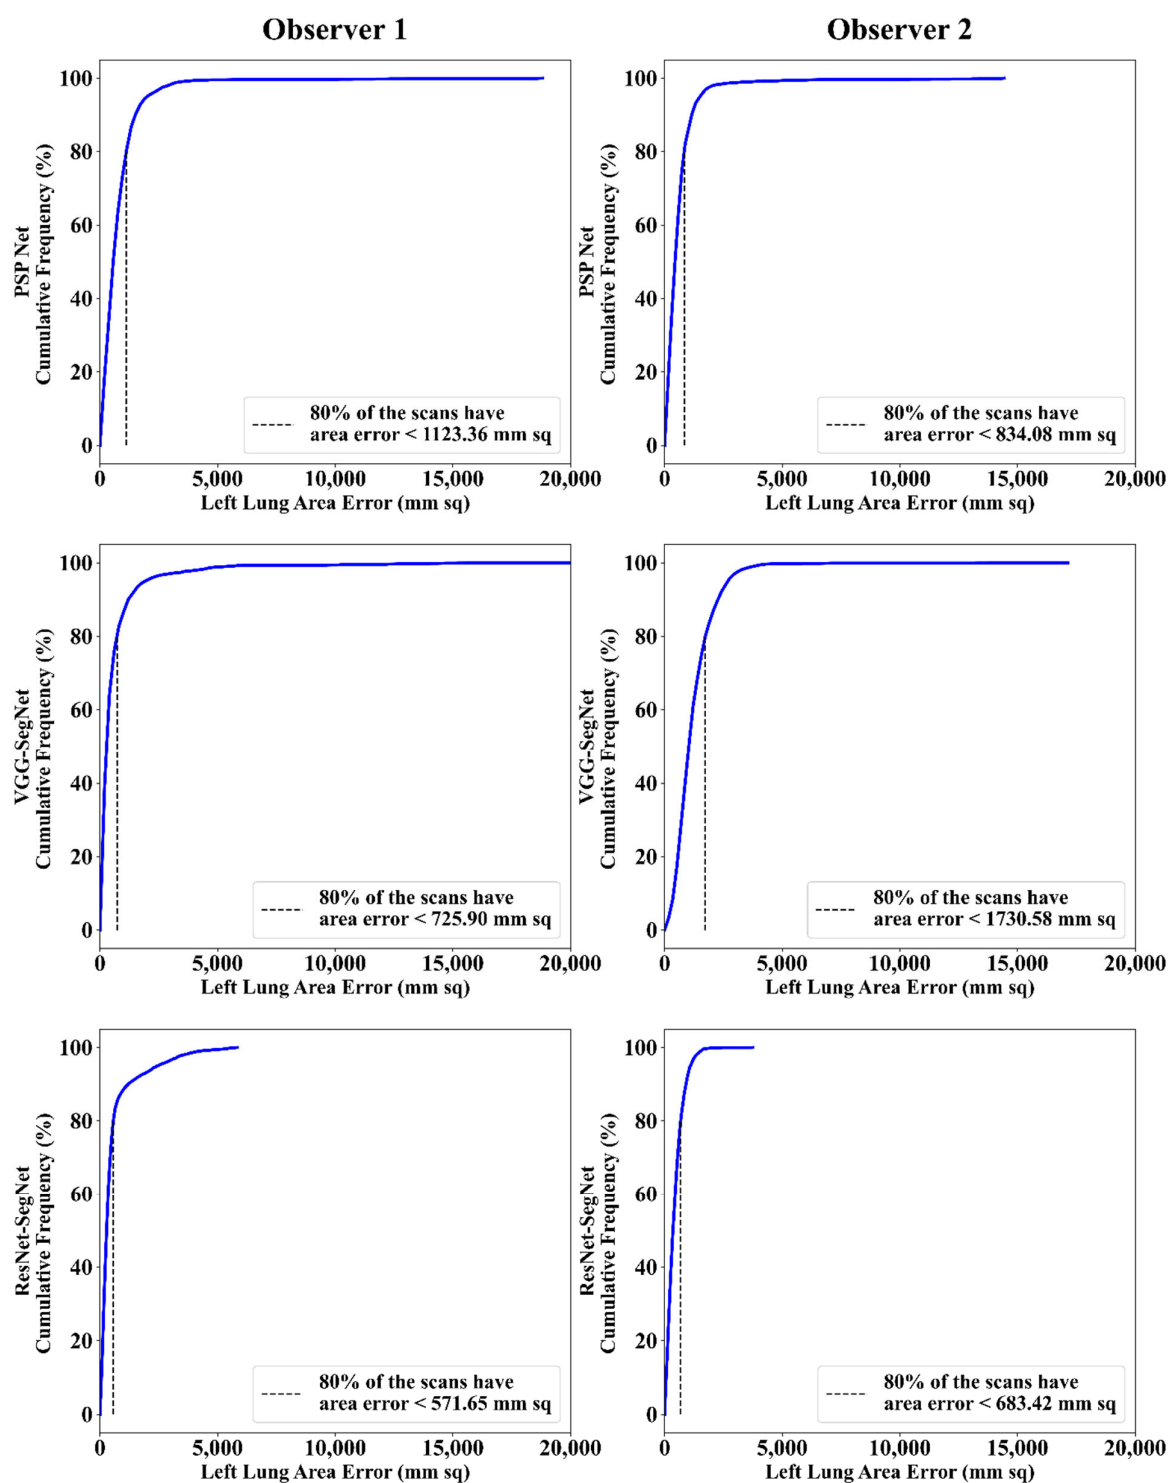 Observer 1
Observer 2
PSP Net
Cumulative Frequency (%)
100
80
60
40
20
0
80% of the scans have
area error < 1123.36 mm sq
0 5,000 10,000 15,000 20,000
Left Lung Area Error (mm sq)
PSP Net
Cumulative Frequency (%)
100
80
60
40
20
0
80% of the scans have
area error < 834.08 mm sq
0 5,000 10,000 15,000 20,000
Left Lung Area Error (mm sq)
VGG-SegNet
Cumulative Frequency (%)
100
80
60
40
20
0
80% of the scans have
area error < 725.90 mm sq
0 5,000 10,000 15,000 20,000
Left Lung Area Error (mm sq)
VGG-SegNet
Cumulative Frequency (%)
100
80
60
40
20
0
80% of the scans have
area error < 1730.58 mm sq
0 5,000 10,000 15,000 20,000
Left Lung Area Error (mm sq)
ResNet-SegNet
Cumulative Frequency (%)
100
80
60
40
20
0
80% of the scans have
area error < 571.65 mm sq
0 5,000 10,000 15,000 20,000
Left Lung Area Error (mm sq)
ResNet-SegNet
Cumulative Frequency (%)
100
80
60
40
20
0
80% of the scans have
area error < 683.42 mm sq
0 5,000 10,000 15,000 20,000
Left Lung Area Error (mm sq)